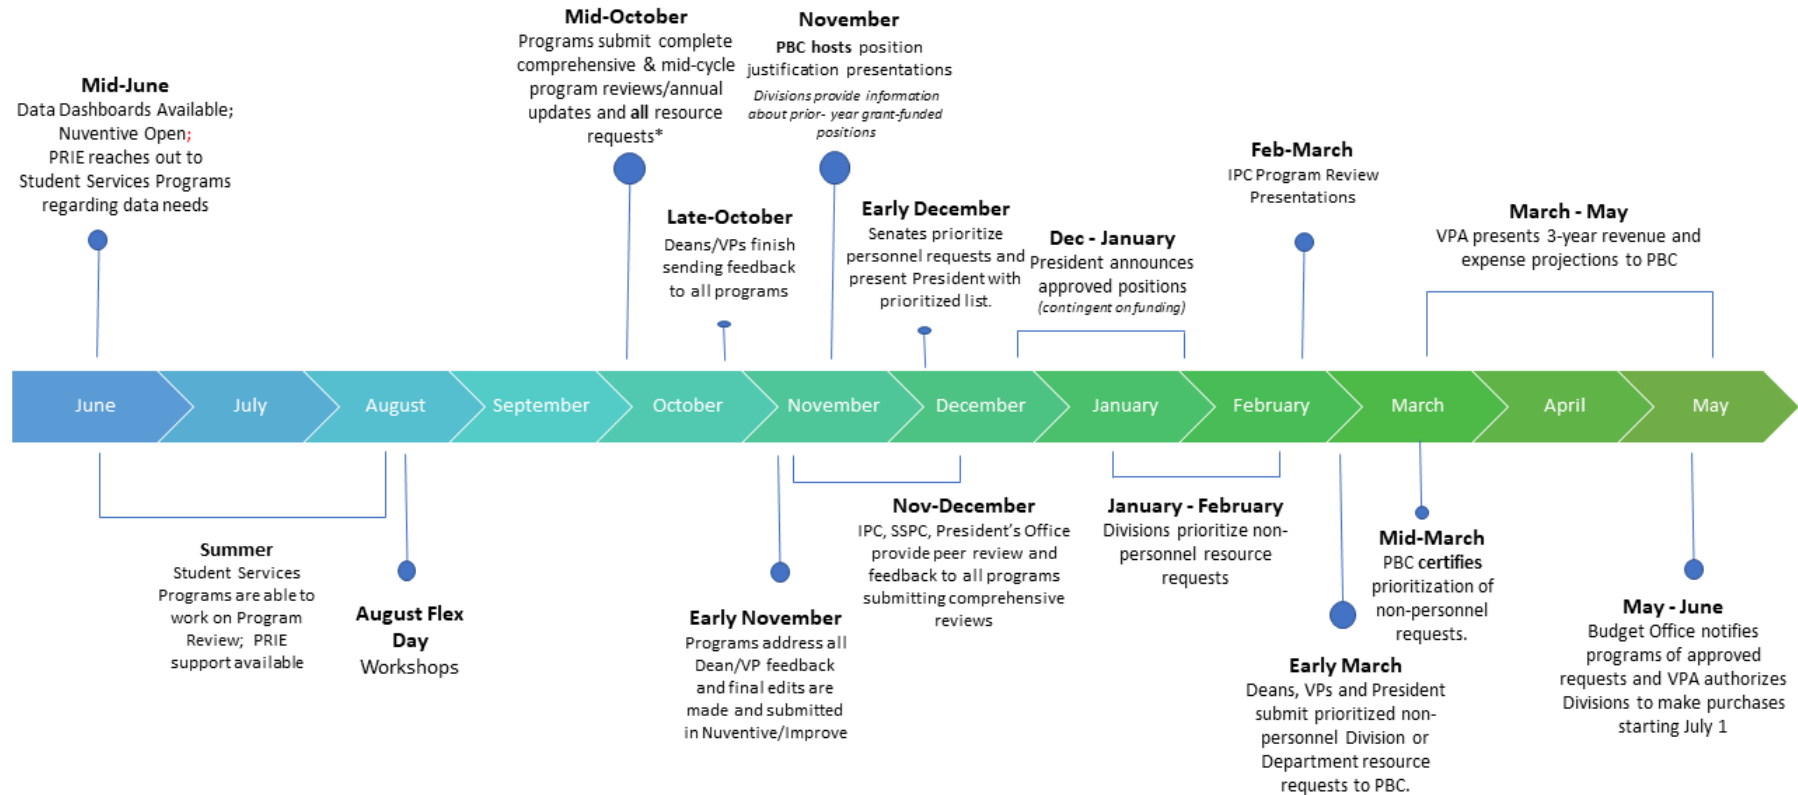 Mid-June
Data Dashboards Available;
Nuventive Open;
PRIE reaches out to
Student Services Programs
regarding data needs
Mid-October
Programs submit complete
comprehensive & mid-cycle
program reviews/annual
updates and all resource
requests*
Late-October
Deans/VPs finish
sending feedback
to all programs
November
PBC hosts position
justification presentations
Divisions provide information
about prior- year grant-funded
positions
Early December
Senates prioritize
personnel requests and
present President with
prioritized list.
Dec - January
President announces
approved positions
(contingent on funding)
Feb-March
IPC Program Review
Presentations
March - May
VPA presents 3-year revenue and
expense projections to PBC
June
July
August
September
October
November
December
January
February
March
April
May
Summer
Student Services
Programs are able to
work on Program
Review; PRIE
support available
August Flex
Day
Workshops
Early November
Programs address all
Dean/VP feedback
and final edits are
made and submitted
in Nuventive/Improve
Nov-December
IPC, SSPC, President's Office
provide peer review and
feedback to all programs
submitting comprehensive
reviews
January - February
Divisions prioritize non-
personnel resource
requests
Early March
Deans, VPs and President
submit prioritized non-
personnel Division or
Department resource
requests to PBC.
Mid-March
PBC certifies
prioritization of
non-personnel
requests.
May - June
Budget Office notifies
programs of approved
requests and VPA authorizes
Divisions to make purchases
starting July 1